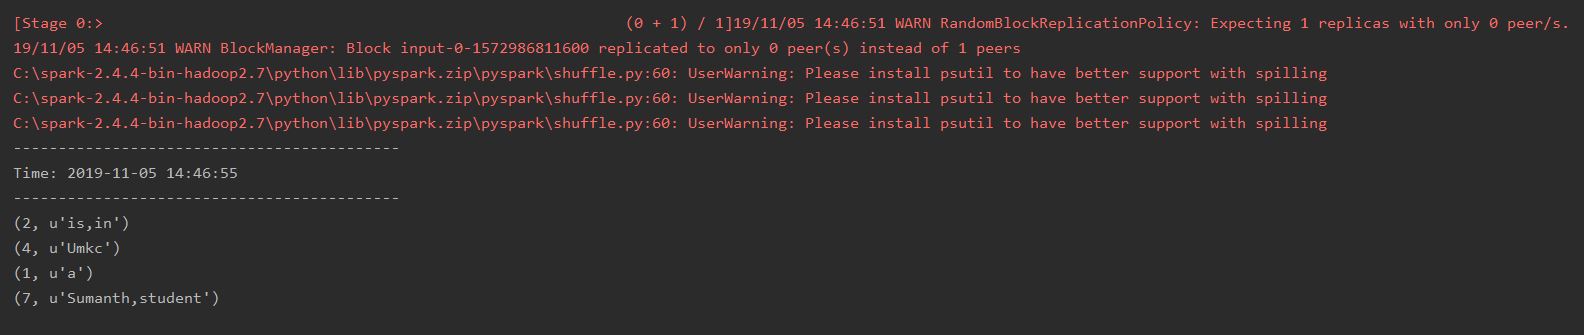 [Stage 0:> (0 + 1) / 1]19/11/05 14:46:51 WARN RandomBlockReplicationPolicy: Expecting 1 replicas with only 0 peer/s.
19/11/05 14:46:51 WARN BlockManager: Block input-0-1572986811600 replicated to only 0 peer(s) instead of 1 peers
C:\spark-2.4.4-bin-hadoop2.7\python\lib\pyspark.zip\pyspark\shuffle.py:60: UserWarning: Please install psutil to have better support with spilling
C:\spark-2.4.4-bin-hadoop2.7\python\lib\pyspark.zip\pyspark\shuffle.py:60: UserWarning: Please install psutil to have better support with spilling
C:\spark-2.4.4-bin-hadoop2.7\python\lib\pyspark.zip\pyspark\shuffle.py:60: UserWarning: Please install psutil to have better support with spilling
-------------------------------------------
Time: 2019-11-05 14:46:55
-------------------------------------------
(2, u'is,in')
(4, u'Umkc')
(1, u'a')
(7, u'Sumanth,student')